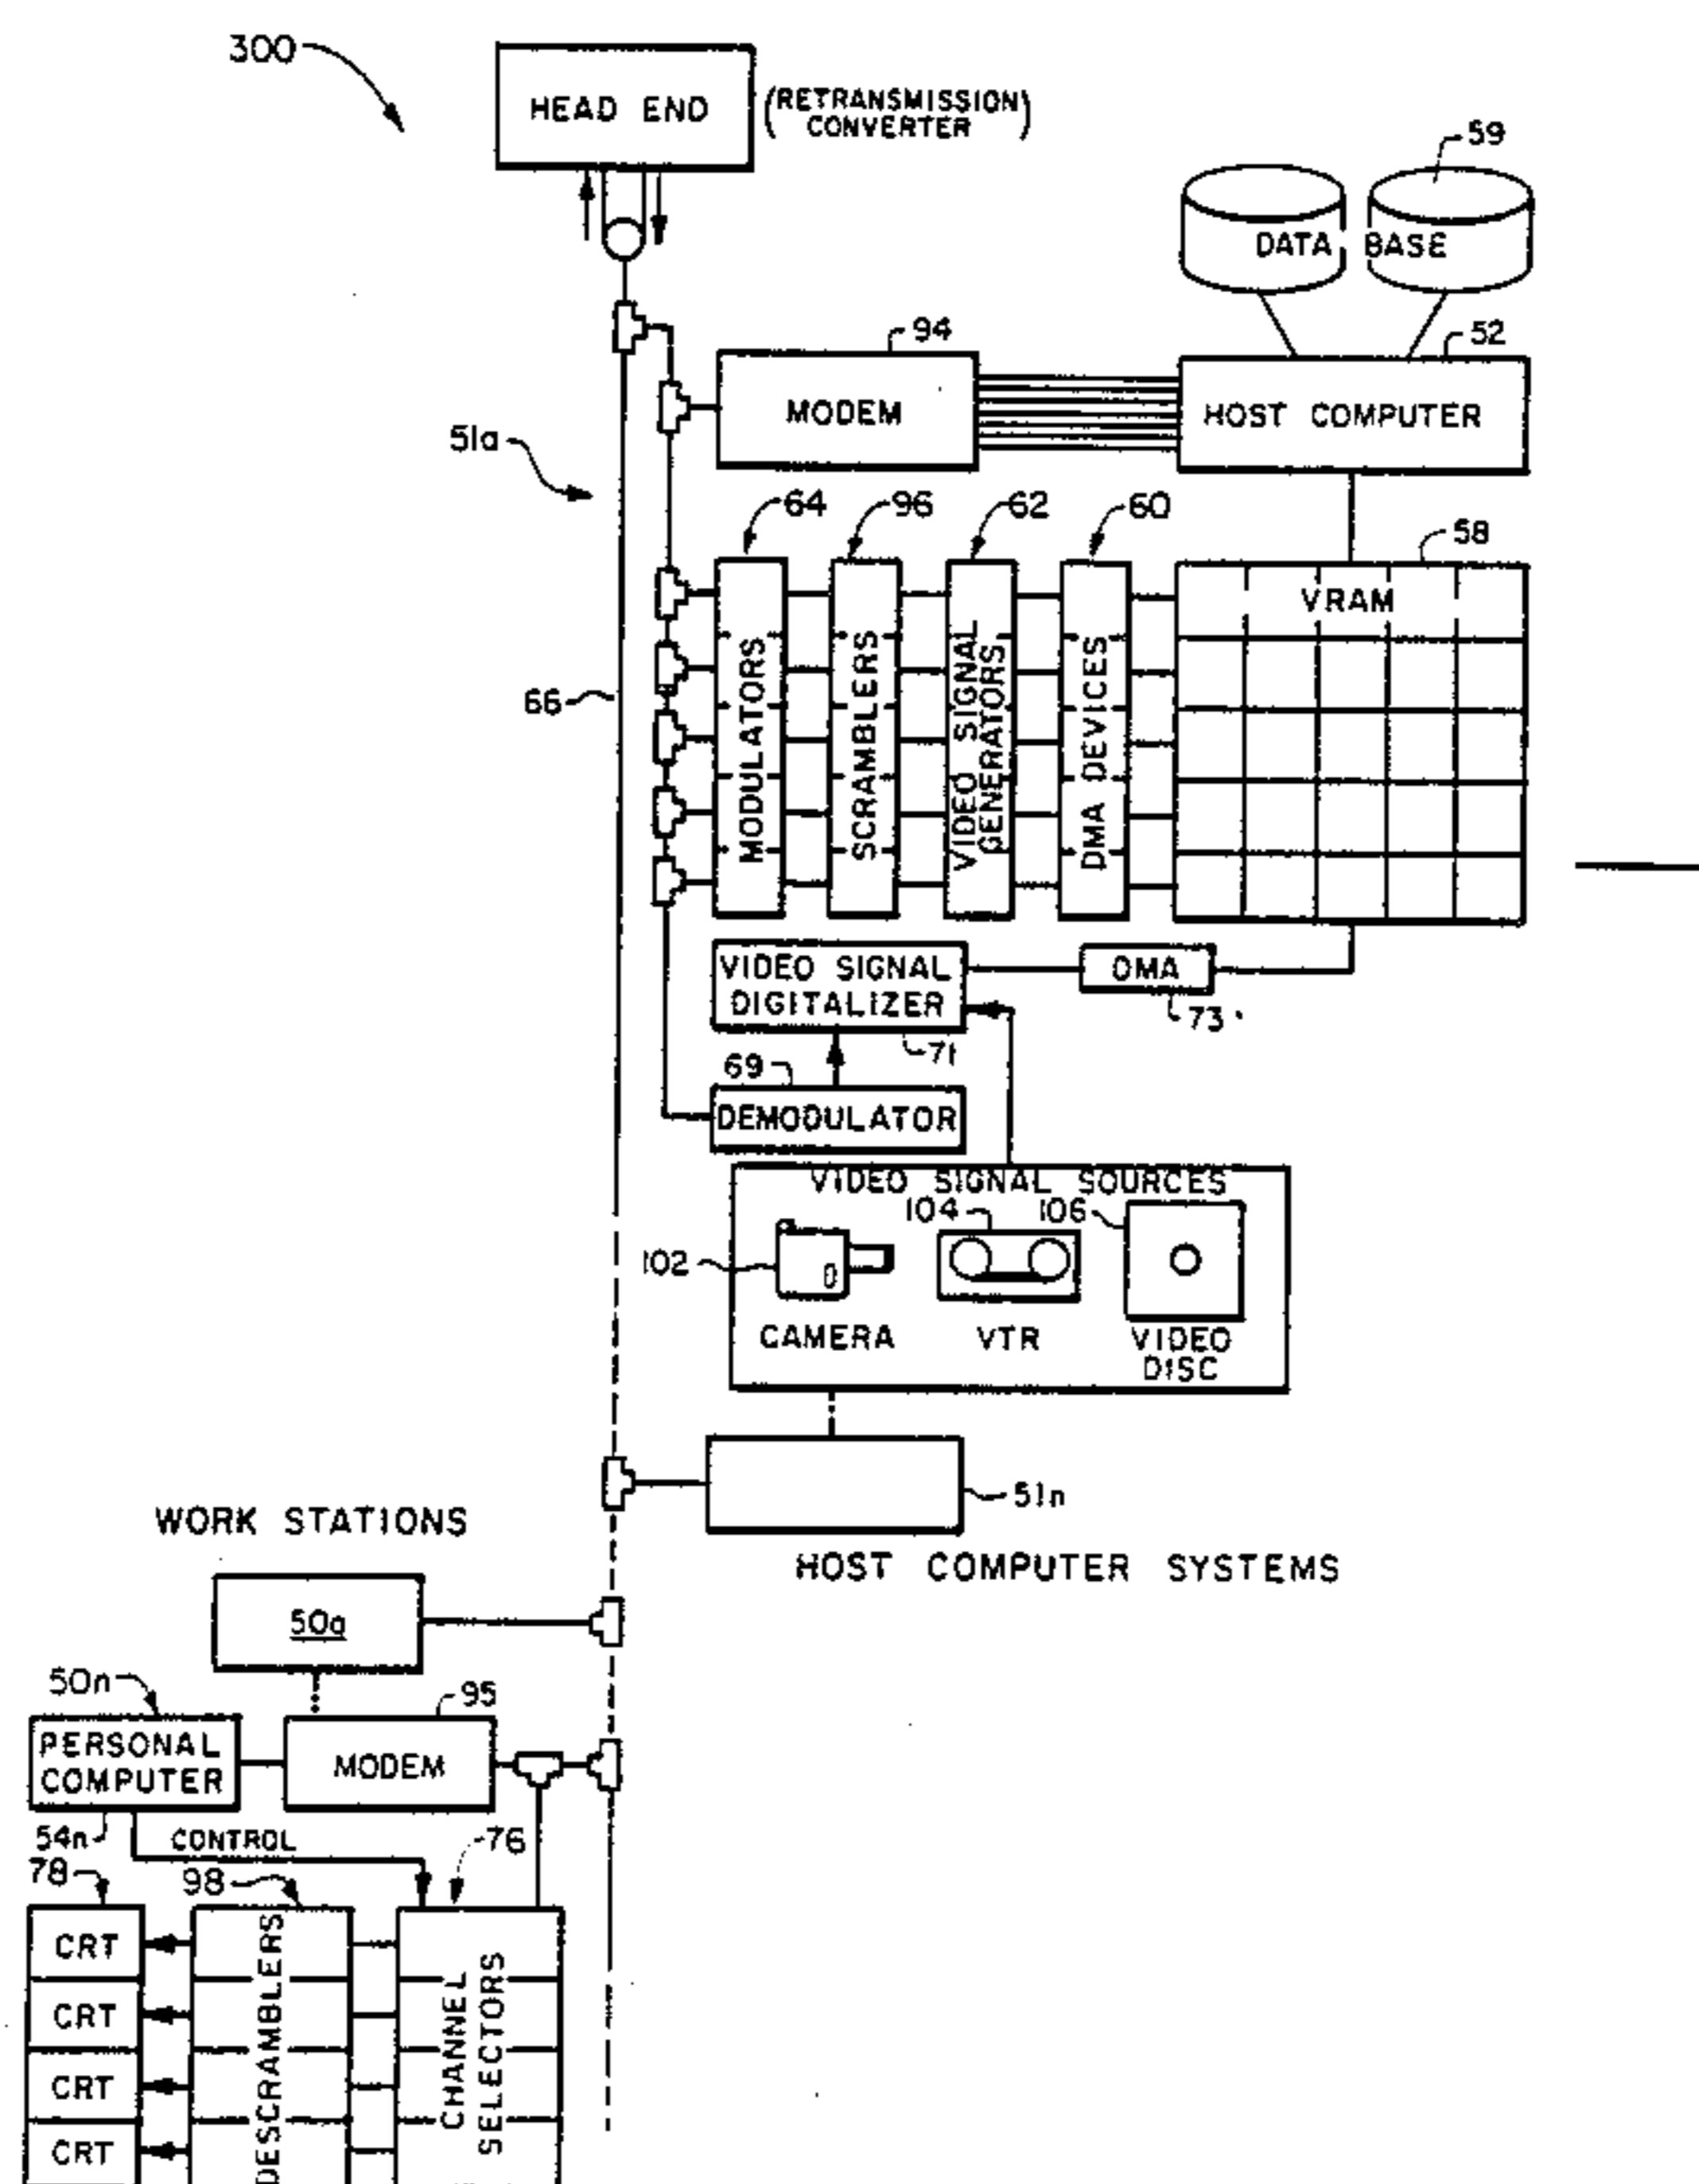 300
HEAD END
(RETRANSMISSION)
CONVERTER
59
DATA BASE
94
52
MODEM
HOST COMPUTER
51a
64
96
62
60
58
VRAM
MODULATORS
SCRAMBLERS
VIDEO SIGNAL
GENERATORS
DMA DEVICES
66
VIDEO SIGNAL
DIGITALIZER
DMA
73
71
69
DEMODULATOR
VIDEO SIGNAL SOURCES
104
106
102
CAMERA
VTR
VIDEO
DISC
51n
WORK STATIONS
HOST COMPUTER SYSTEMS
50a
50n
95
PERSONAL
COMPUTER
MODEM
54n
CONTROL
76
78
98
CRT
CRT
CRT
CRT
DESCRAMBLERS
CHANNEL
SELECTORS